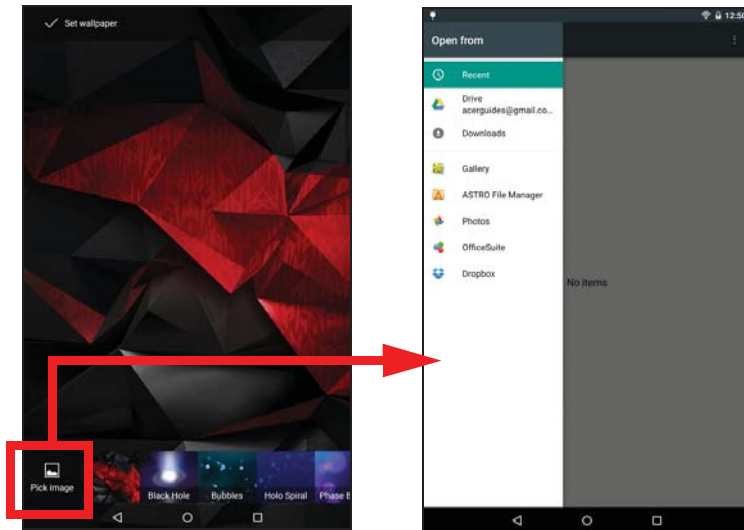 Set wallpaper
Pick image
Black Hole
Bubbles
Holo Spiral
Phase B
12:50
Open from
Recent
Drive
acerguides@gmail.co...
Downloads
Gallery
ASTRO File Manager
Photos
OfficeSuite
Dropbox
No items